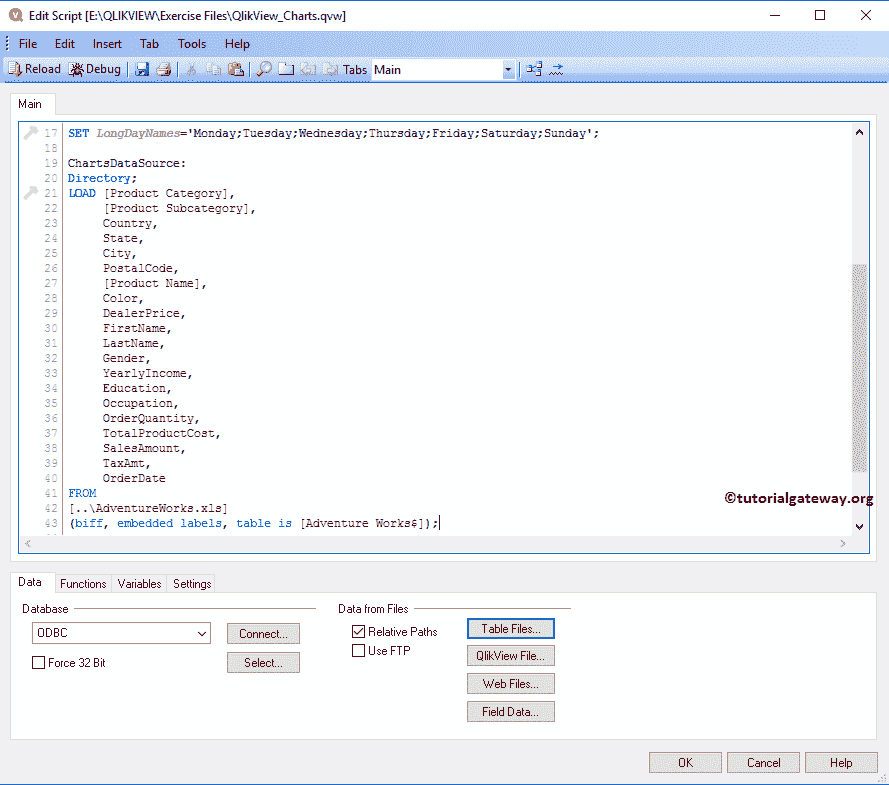 Edit Script [E:\QLIKVIEW\Exercise Files\QlikView_Charts.qvw]
File Edit Insert Tab Tools Help
Reload Debug Tabs Main
Main
17 SET LongDayNames='Monday;Tuesday;Wednesday;Thursday;Friday;Saturday;Sunday';
18
19 ChartsDataSource:
20 Directory;
21 LOAD [Product Category],
22 [Product Subcategory],
23 Country,
24 State,
25 City,
26 PostalCode,
27 [Product Name],
28 Color,
29 DealerPrice,
30 FirstName,
31 LastName,
32 Gender,
33 YearlyIncome,
34 Education,
35 Occupation,
36 OrderQuantity,
37 TotalProductCost,
38 SalesAmount,
39 TaxAmt,
40 OrderDate
41 FROM
42 [..\AdventureWorks.xls]
43 (biff, embedded labels, table is [Adventure Works$]);
©tutorialgateway.org
Data Functions Variables Settings
Database Data from Files
ODBC Connect... Relative Paths Table Files...
Force 32 Bit Select... Use FTP QlikView File...
Web Files...
Field Data...
OK Cancel Help